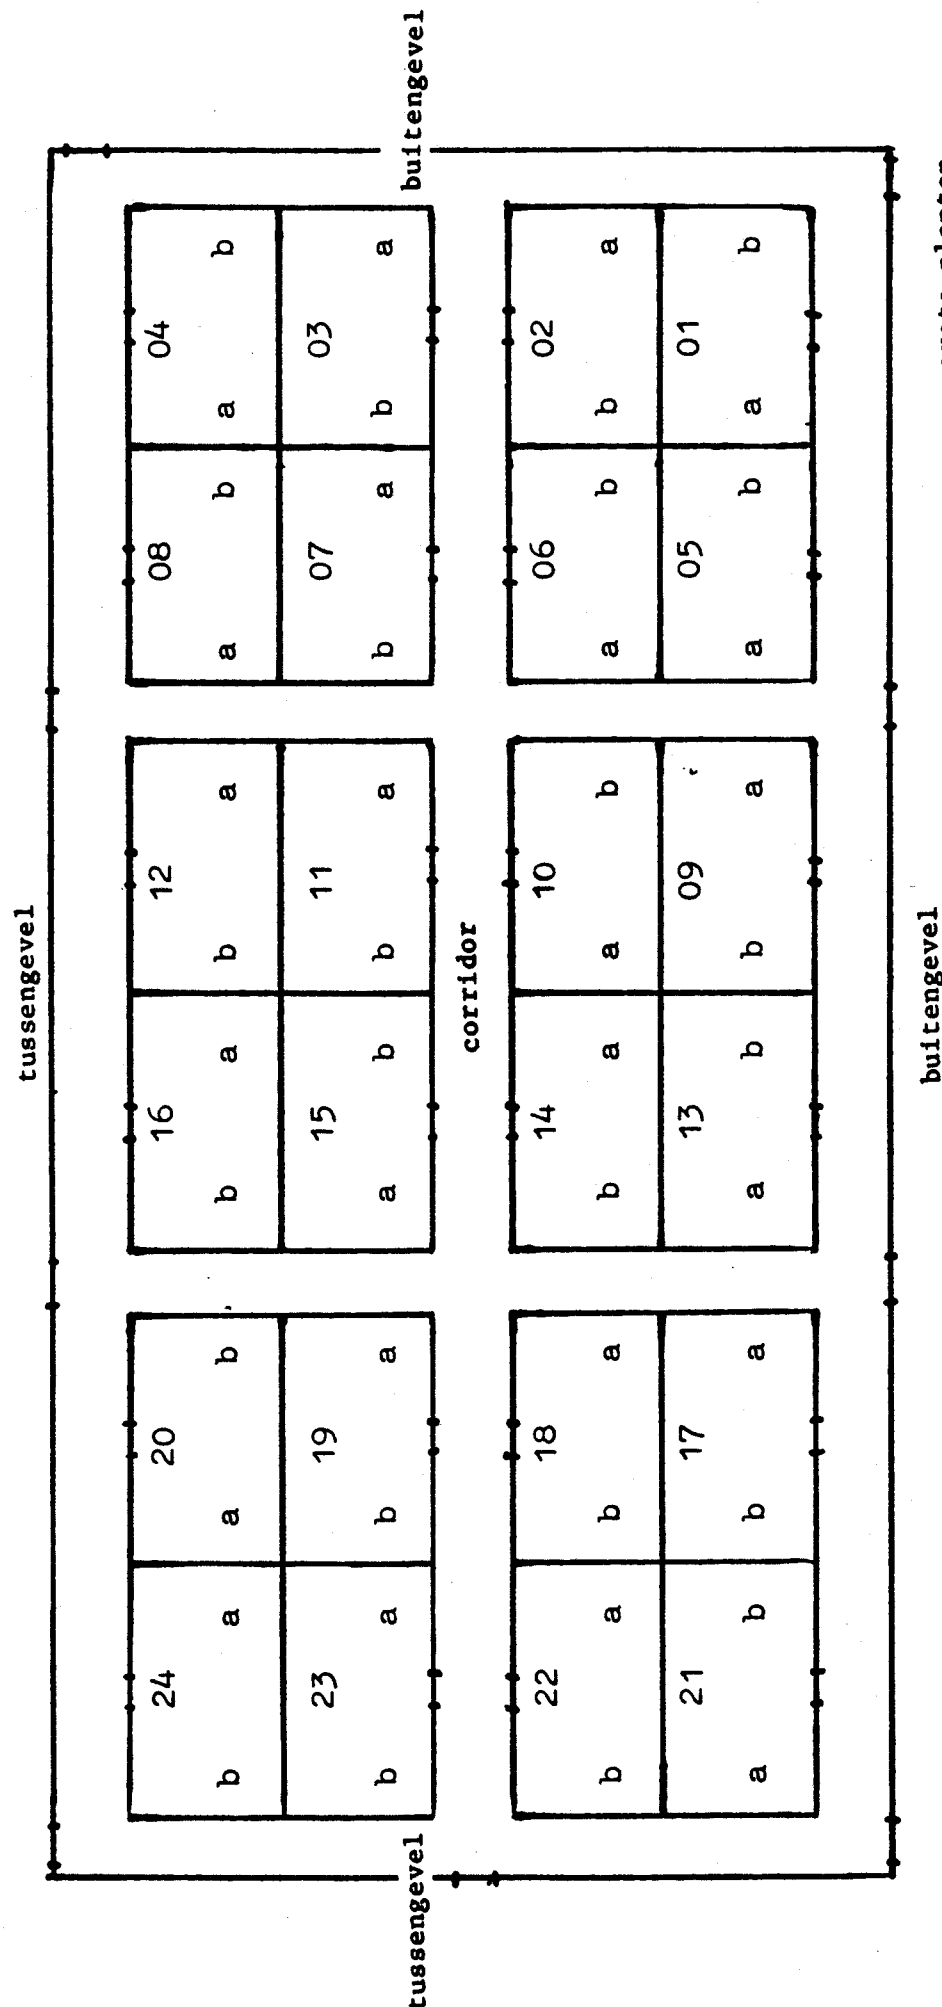 tussengevel
24 20 16 12 08 04
b a a b b a b a a b a b
23 19 15 11 07 03
b a b a a b b a b a b a
tussengevel buitengevel
corridor
22 18 14 10 06 02
b a b a b a a b a b b a
21 17 13 09 05 01
a b b a a b b a a b a b
buitengevel